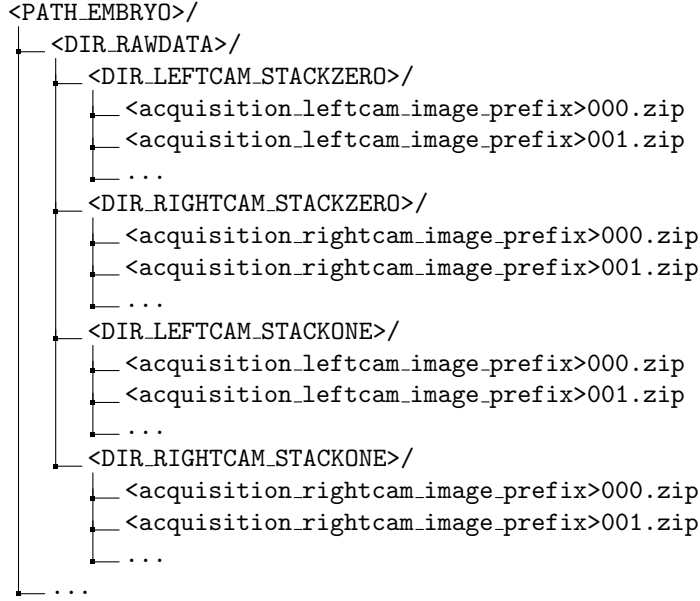 <PATH_EMBRYO>/
<DIR_RAWDATA>/
<DIR_LEFTCAM_STACKZERO>/
<acquisition_leftcam_image_prefix>000.zip
<acquisition_leftcam_image_prefix>001.zip
...
<DIR_RIGHTCAM_STACKZERO>/
<acquisition_rightcam_image_prefix>000.zip
<acquisition_rightcam_image_prefix>001.zip
...
<DIR_LEFTCAM_STACKONE>/
<acquisition_leftcam_image_prefix>000.zip
<acquisition_leftcam_image_prefix>001.zip
...
<DIR_RIGHTCAM_STACKONE>/
<acquisition_rightcam_image_prefix>000.zip
<acquisition_rightcam_image_prefix>001.zip
...
...